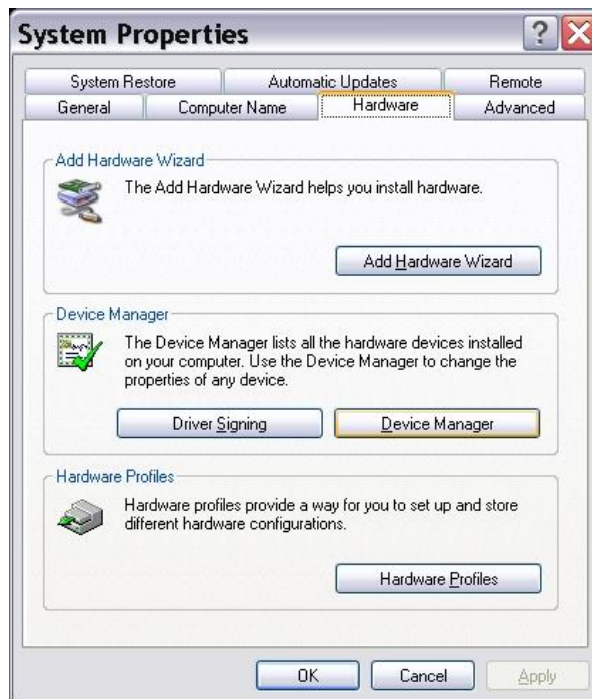 System Properties
System Restore Automatic Updates Remote
General Computer Name Hardware Advanced
Add Hardware Wizard
The Add Hardware Wizard helps you install hardware.
Add Hardware Wizard
Device Manager
The Device Manager lists all the hardware devices installed
on your computer. Use the Device Manager to change the
properties of any device.
Driver Signing Device Manager
Hardware Profiles
Hardware profiles provide a way for you to set up and store
different hardware configurations.
Hardware Profiles
OK Cancel Apply